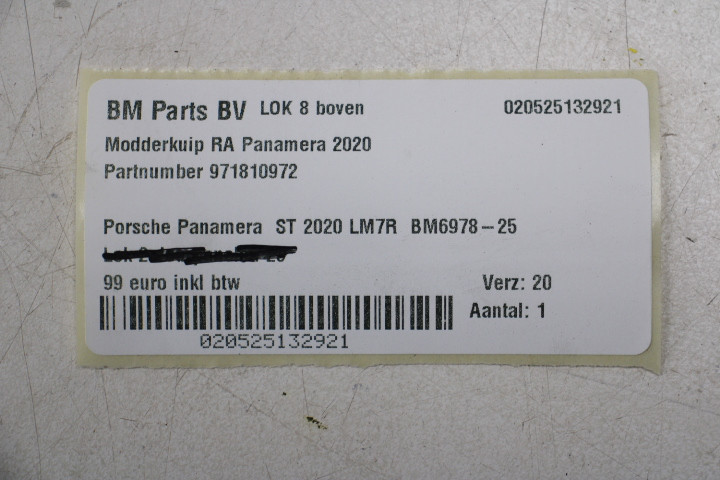 BM Parts BV LOK 8 boven 020525132921
Modderkuip RA Panamera 2020
Partnumber 971810972
Porsche Panamera ST 2020 LM7R BM6978-25
99 euro inkl btw Verz: 20
Aantal: 1
020525132921